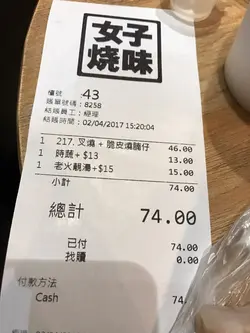 女子
燒味
檯號 :43
賬單號碼 : 8258
結賬員工 : 經理
結賬時間 : 02/04/2017 15:20:04
1 217. 叉燒 + 脆皮燒腩仔 46.00
1 時蔬 + $13 13.00
1 老火靚湯+$15 15.00
小計 74.00
總計 74.00
已付 74.00
找贖 0.00
付款方法
Cash 74.